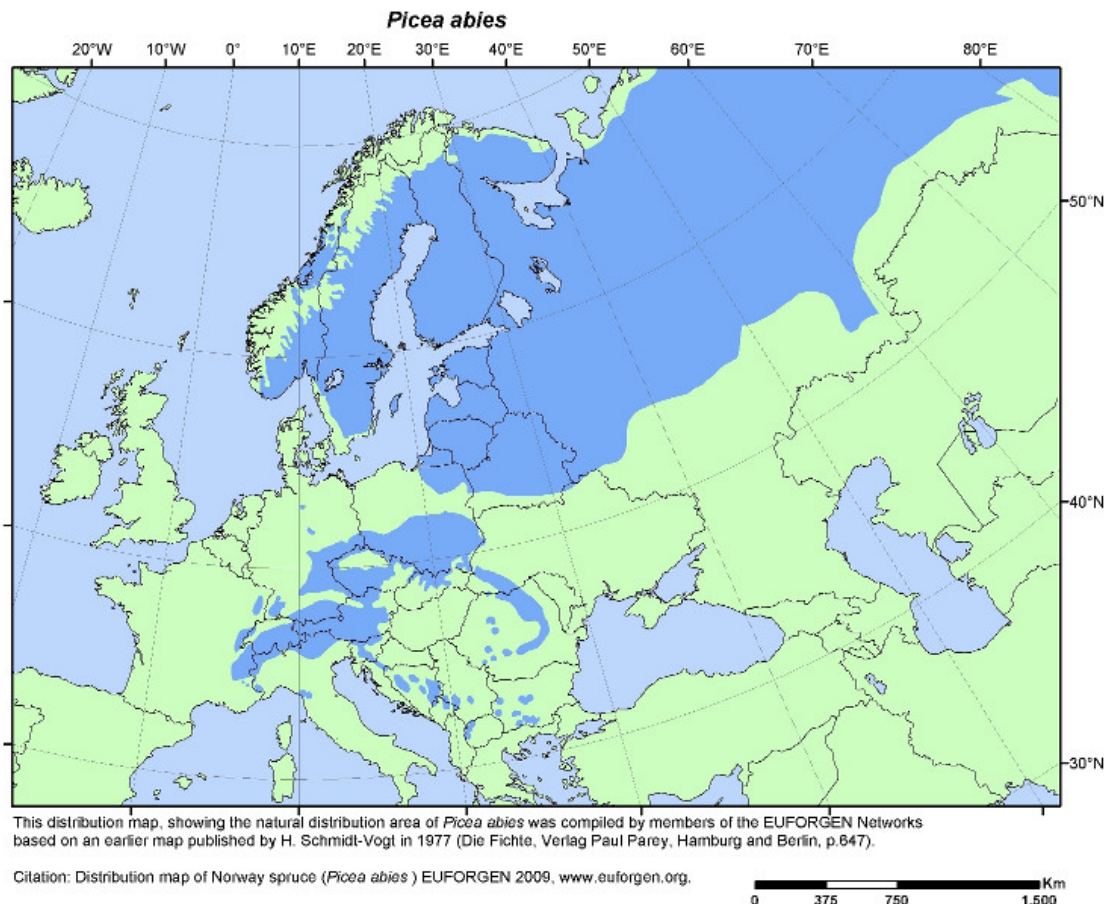 Picea abies
20°W 10°W 0° 10°E 20°E 30°E 40°E 50°E 60°E 70°E 80°E
50°N
40°N
30°N
This distribution map, showing the natural distribution area of Picea abies was compiled by members of the EUFORGEN Networks
based on an earlier map published by H. Schmidt-Vogt in 1977 (Die Fichte, Verlag Paul Parey, Hamburg and Berlin, p.647).
Citation: Distribution map of Norway spruce (Picea abies ) EUFORGEN 2009, www.euforgen.org.
Km
0 375 750 1.500